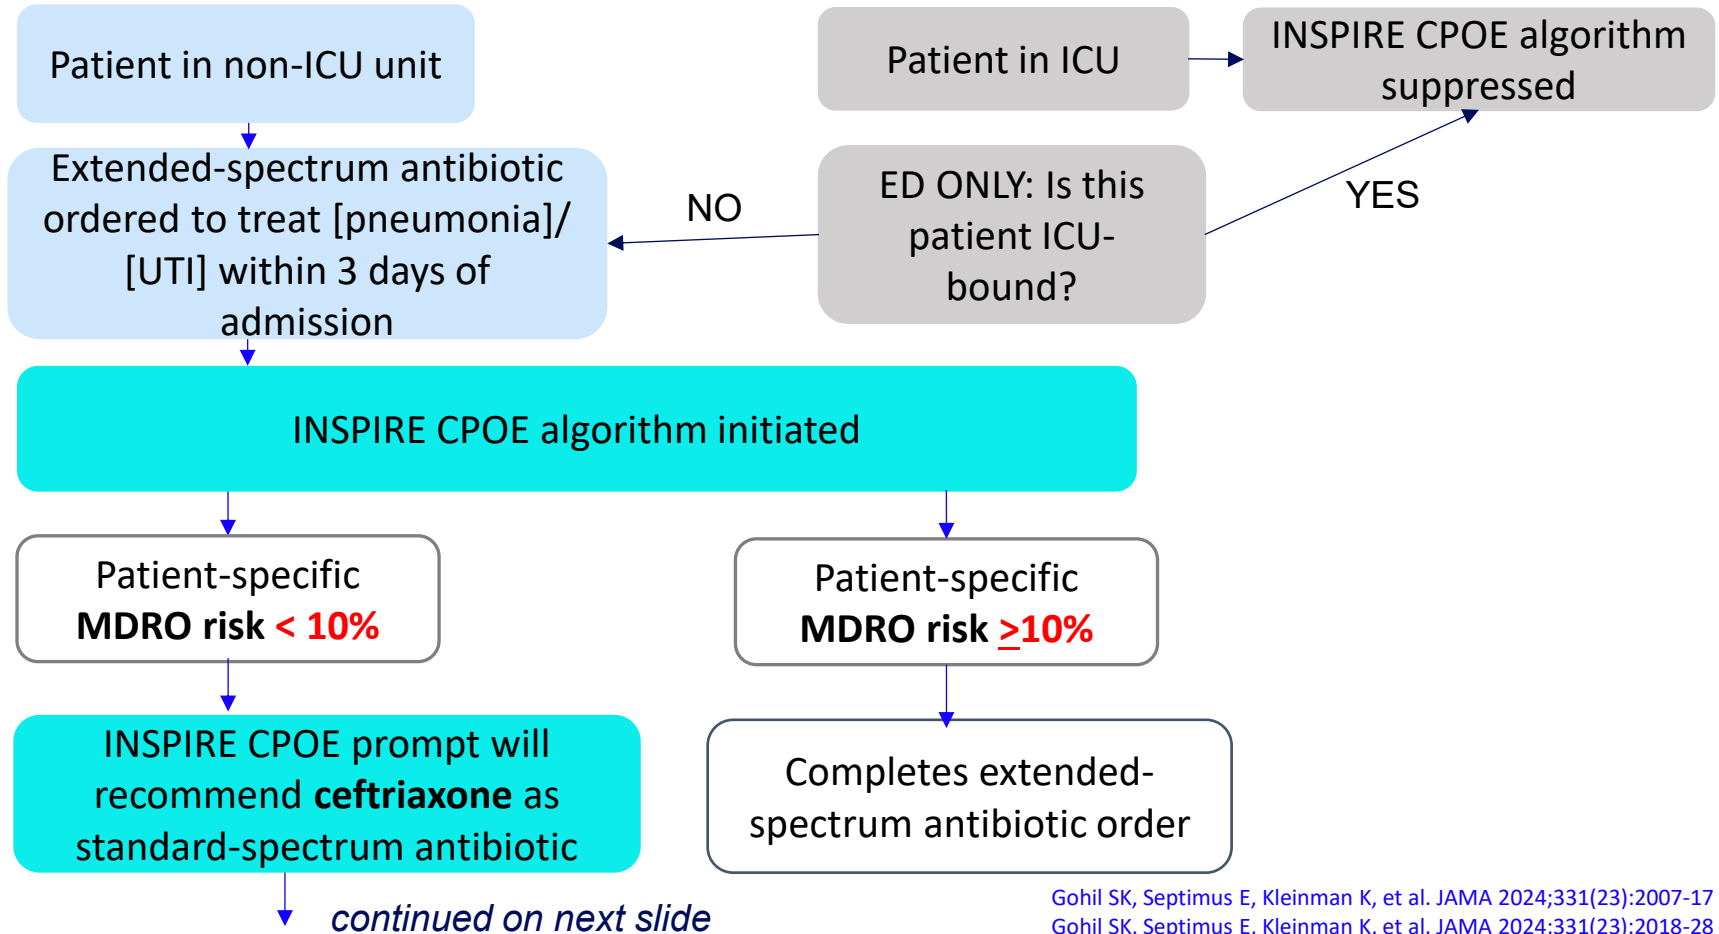 Patient in non-ICU unit
Patient in ICU
INSPIRE CPOE algorithm
suppressed
Extended-spectrum antibiotic
ordered to treat [pneumonia]/
[UTI] within 3 days of
admission
NO
ED ONLY: Is this
patient ICU-
bound?
YES
INSPIRE CPOE algorithm initiated
Patient-specific
MDRO risk < 10%
Patient-specific
MDRO risk ≥10%
INSPIRE CPOE prompt will
recommend ceftriaxone as
standard-spectrum antibiotic
Completes extended-
spectrum antibiotic order
continued on next slide
Gohil SK, Septimus E, Kleinman K, et al. JAMA 2024;331(23):2007-17
Gohil SK, Septimus E, Kleinman K, et al. JAMA 2024;331(23):2018-28